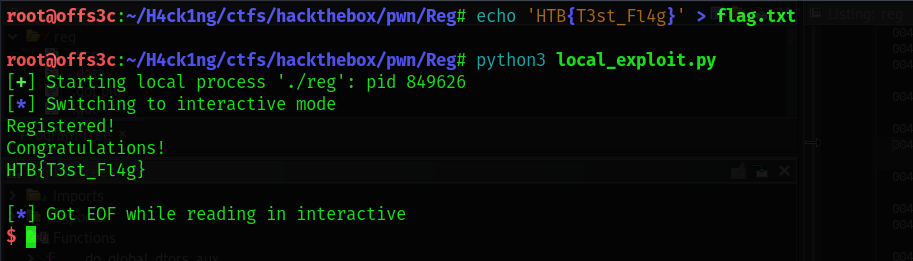 root@offs3c:~/H4ck1ng/ctfs/hackthebox/pwn/Reg# echo 'HTB{T3st_Fl4g}' > flag.txt
root@offs3c:~/H4ck1ng/ctfs/hackthebox/pwn/Reg# python3 local_exploit.py
[+] Starting local process './reg': pid 849626
[*] Switching to interactive mode
Registered!
Congratulations!
HTB{T3st_Fl4g}
Imports
[*] Got EOF while reading in interactive
$
Functions